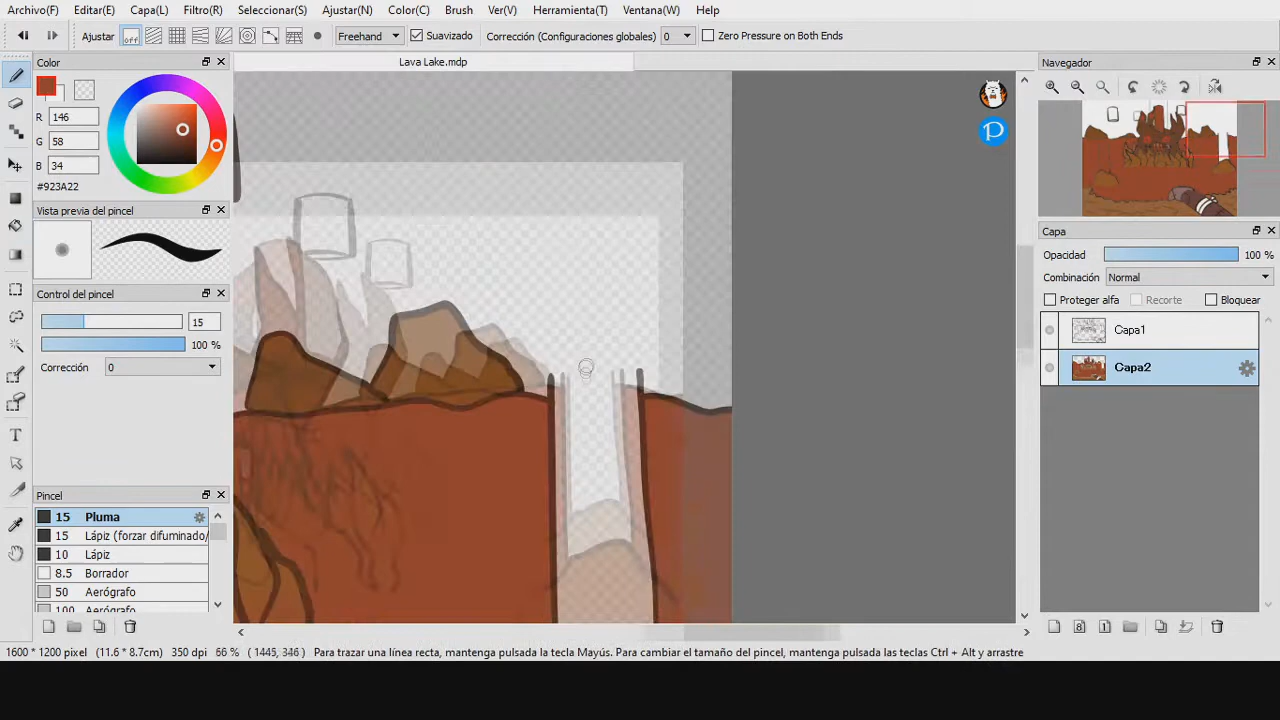 Archivo(F) Editar(E) Capa(L) Filtro(R) Seleccionar(S) Ajustar(N) Color(C) Brush Ver(V) Herramienta(T) Ventana(W) Help
Ajustar off Freehand Suavizado Corrección (Configuraciones globales) 0 Zero Pressure on Both Ends
Color
Lava Lake.mdp
Navegador
R 146
G 58
B 34
#923A22
Vista previa del pincel
Capa
Opacidad 100 %
Combinación Normal
Control del pincel
Proteger alfa Recorte Bloquear
15
Capa1
100 %
Corrección 0
Capa2
Pincel
15 Pluma
15 Lápiz (forzar difuminado/
10 Lápiz
8.5 Borrador
50 Aerógrafo
100 Aerógrafo
1600 * 1200 pixel (11.6 * 8.7cm) 350 dpi 66 % ( 1445, 346 ) Para trazar una línea recta, mantenga pulsada la tecla Mayús. Para cambiar el tamaño del pincel, mantenga pulsadas las teclas Ctrl + Alt y arrastre